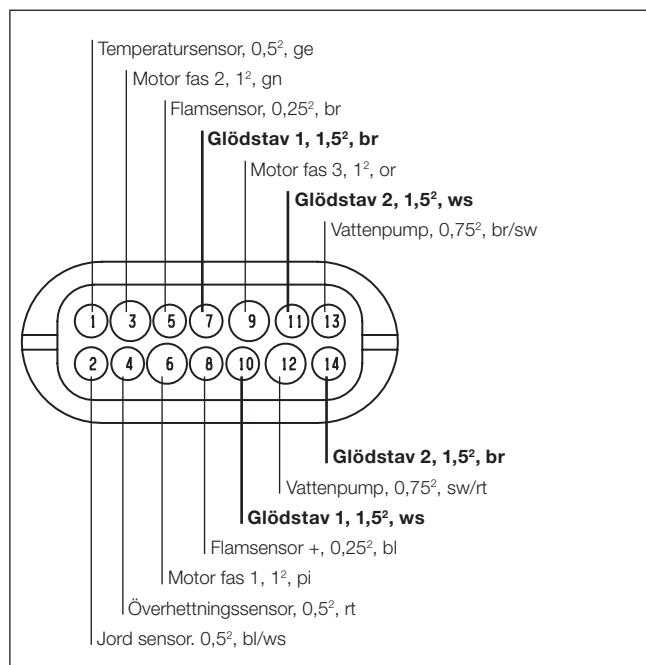 Temperatursensor, 0,5², ge
Motor fas 2, 1², gn
Flamsensor, 0,25², br
Glödstav 1, 1,5², br
Motor fas 3, 1², or
Glödstav 2, 1,5², ws
Vattenpump, 0,75², br/sw
1 3 5 7 9 11 13
2 4 6 8 10 12 14
Glödstav 2, 1,5², br
Vattenpump, 0,75², sw/rt
Glödstav 1, 1,5², ws
Flamsensor +, 0,25², bl
Motor fas 1, 1², pi
Överhettningssensor, 0,5², rt
Jord sensor. 0,5², bl/ws